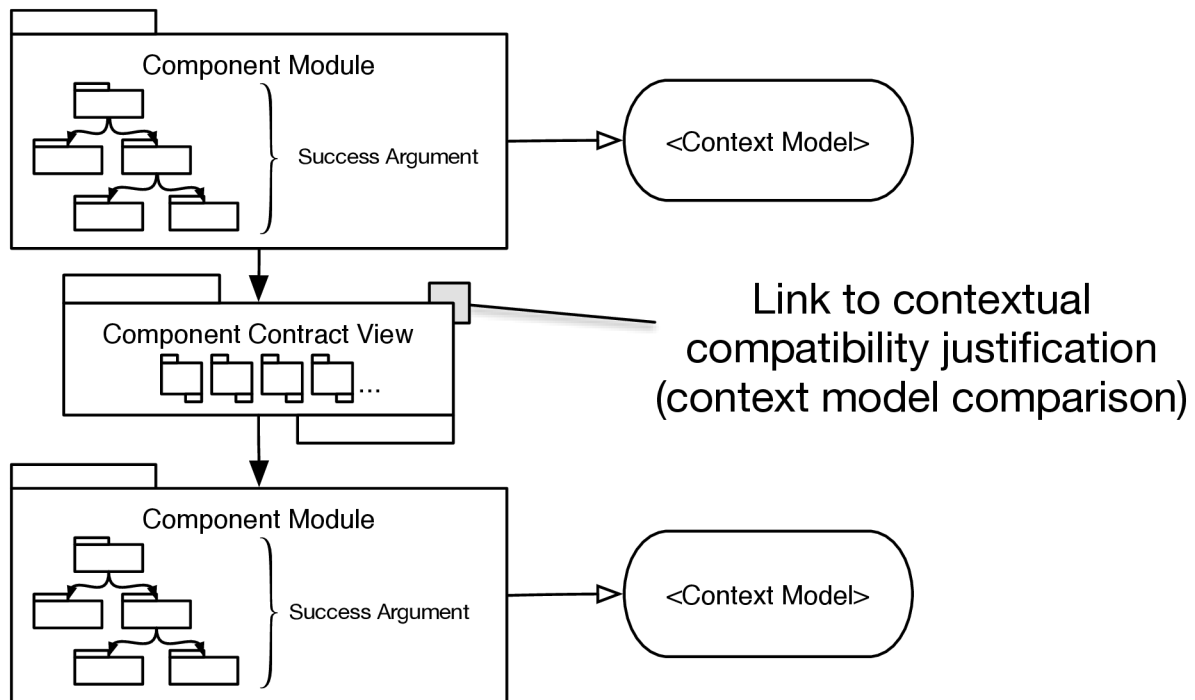 Component Module
Success Argument
<Context Model>
Component Contract View
...
Link to contextual
compatibility justification
(context model comparison)
Component Module
Success Argument
<Context Model>